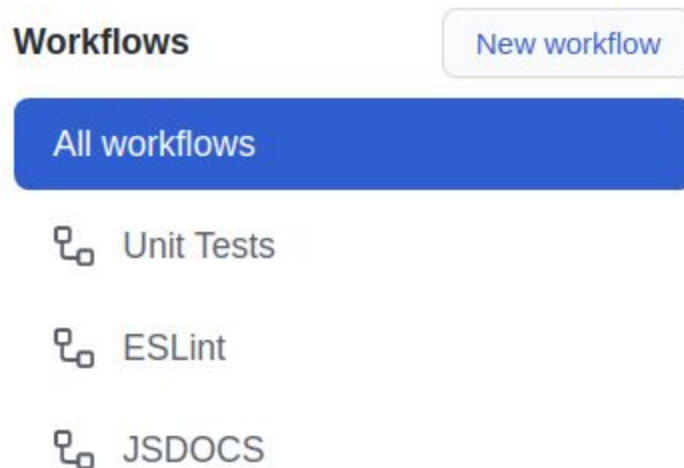 Workflows
New workflow
All workflows
Unit Tests
ESLint
JSDOCS